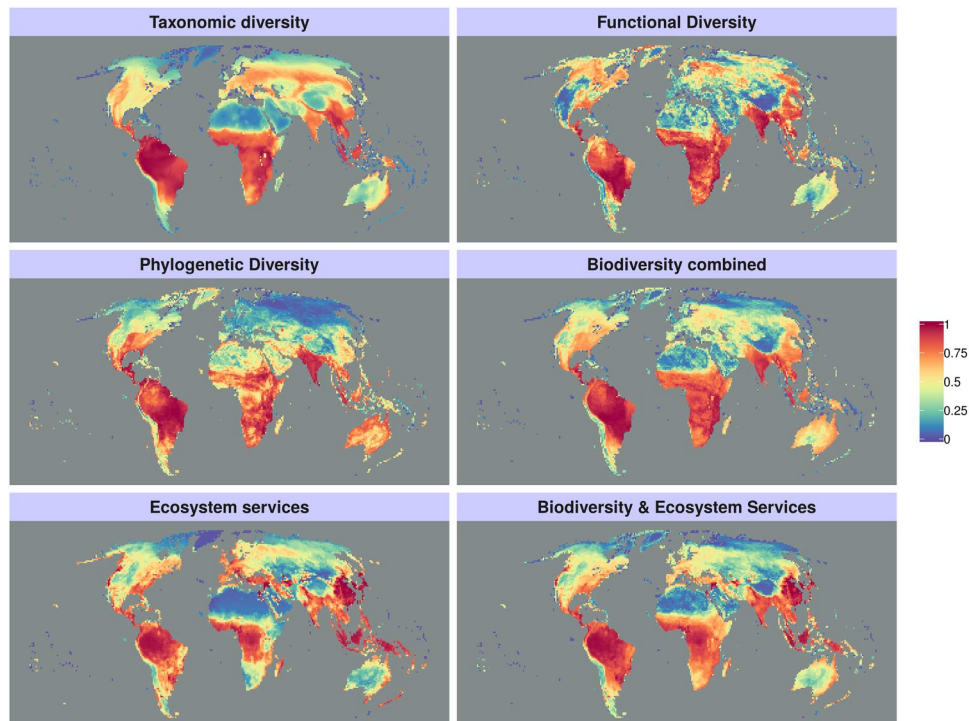 Taxonomic diversity
Functional Diversity
Phylogenetic Diversity
Biodiversity combined
1
0.75
0.5
0.25
0
Ecosystem services
Biodiversity & Ecosystem Services